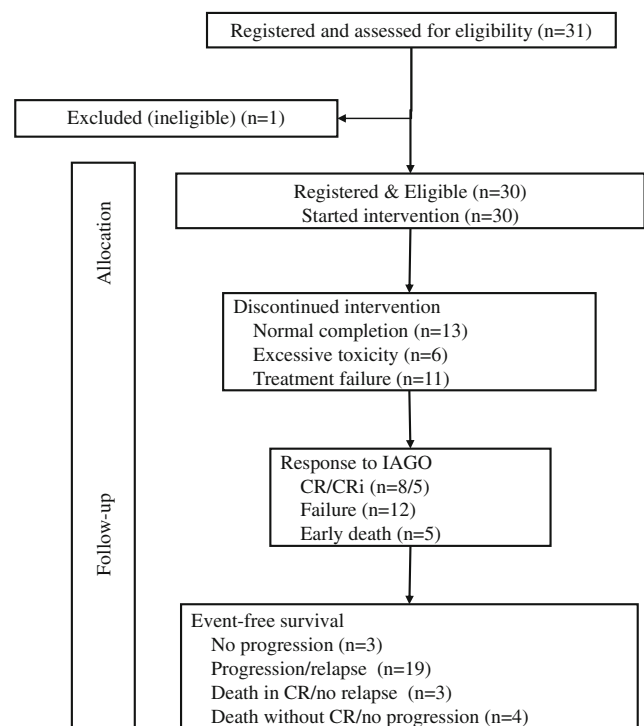 Registered and assessed for eligibility (n=31)
Excluded (ineligible) (n=1)
Allocation
Registered & Eligible (n=30)
Started intervention (n=30)
Discontinued intervention
Normal completion (n=13)
Excessive toxicity (n=6)
Treatment failure (n=11)
Follow-up
Response to IAGO
CR/CRi (n=8/5)
Failure (n=12)
Early death (n=5)
Event-free survival
No progression (n=3)
Progression/relapse (n=19)
Death in CR/no relapse (n=3)
Death without CR/no progression (n=4)